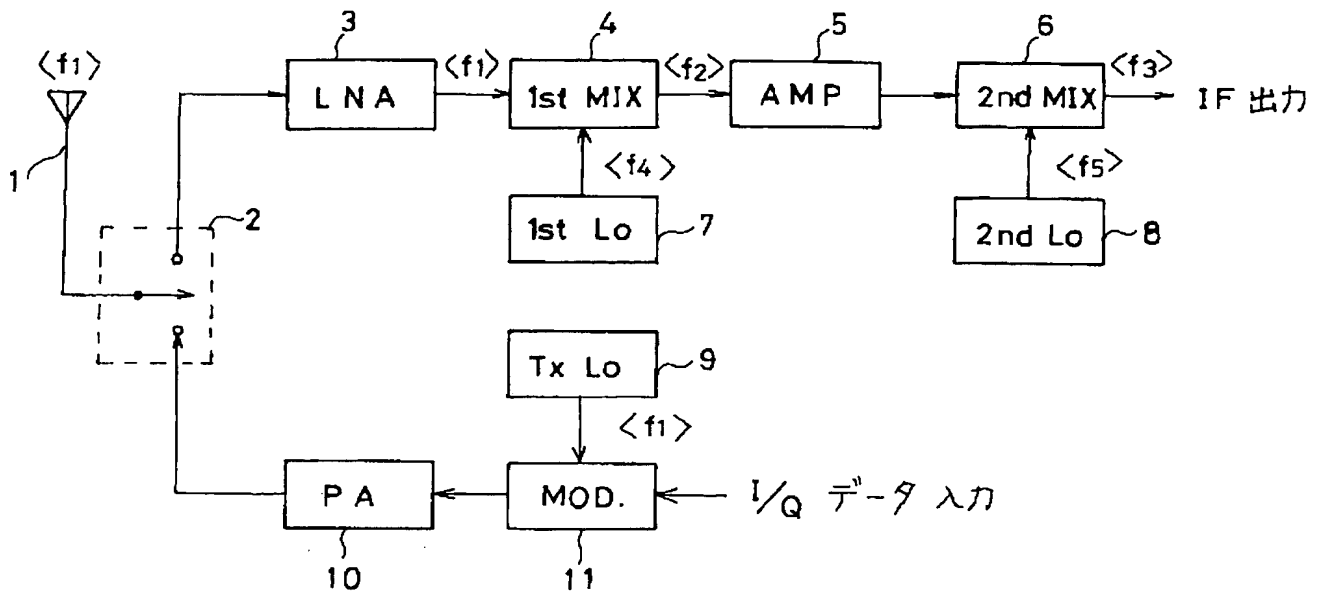 3
4
5
6
<f1>
LNA
<f1>
1st MIX
<f2>
AMP
2nd MIX
<f3>
IF 出力
1
2
<f4>
<f5>
1st Lo
7
2nd Lo
8
Tx Lo
9
<f1>
PA
MOD.
I/Q データ 入力
10
11